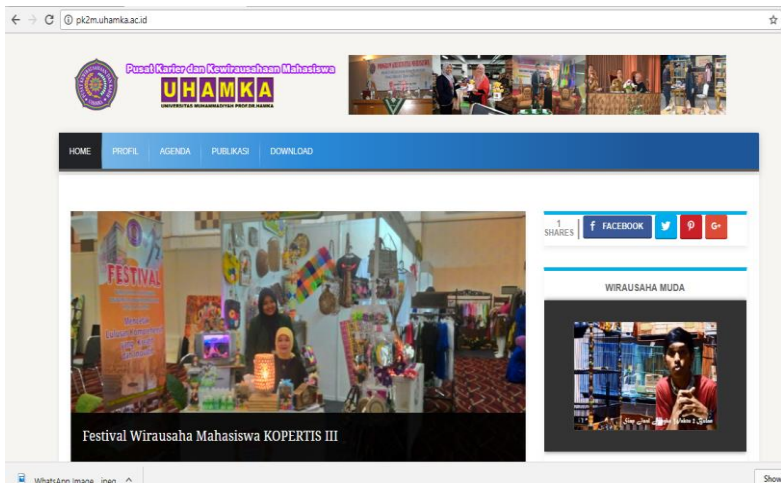 pk2m.uhamka.ac.id
Pusat Karier dan Kewirausahaan Mahasiswa
UHAMKA
UNIVERSITAS MUHAMMADIYAH PROF.DR.HAMKA
HOME PROFIL AGENDA PUBLIKASI DOWNLOAD
FESTIVAL
1
SHARES
f FACEBOOK
G+
WIRAUSAHA MUDA
Festival Wirausaha Mahasiswa KOPERTIS III
WhatsApp Image....jpeg
Show